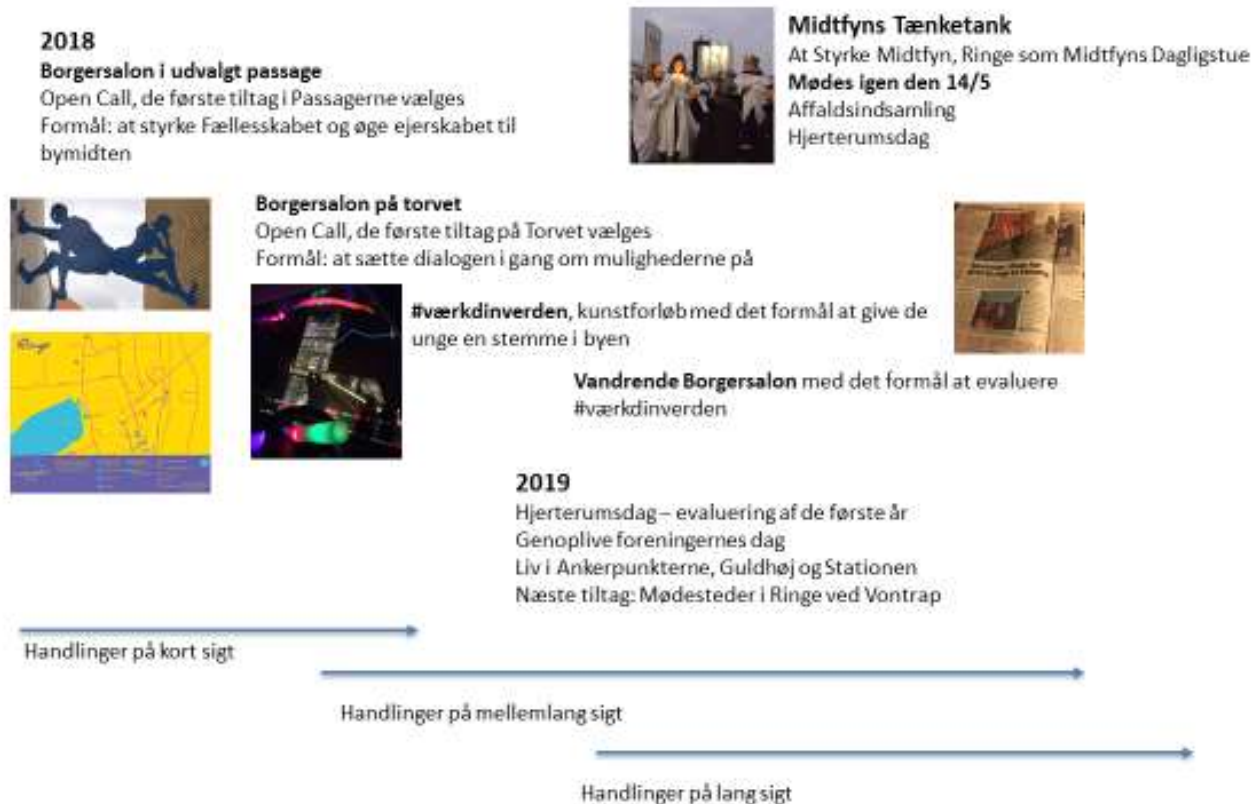 2018
Borgersalon i udvalgt passage
Open Call, de første tiltag i Passagerne vælges
Formål: at styrke Fællesskabet og øge ejerskabet til
bymidten
Midtfyns Tænketank
At Styrke Midtfyn, Ringe som Midtfyns Dagligstue
Mødes igen den 14/5
Affaldsindsamling
Hjerterumsdag
Borgersalon på torvet
Open Call, de første tiltag på Torvet vælges
Formål: at sætte dialogen i gang om mulighederne på
#værkdinverden, kunstforløb med det formål at give de
unge en stemme i byen
Vandrende Borgersalon med det formål at evaluere
#værkdinverden
2019
Hjerterumsdag – evaluering af de første år
Genoplive foreningernes dag
Liv i Ankerpunkterne, Guldhøj og Stationen
Næste tiltag: Mødesteder i Ringe ved Vontrap
Handlinger på kort sigt
Handlinger på mellemlang sigt
Handlinger på lang sigt